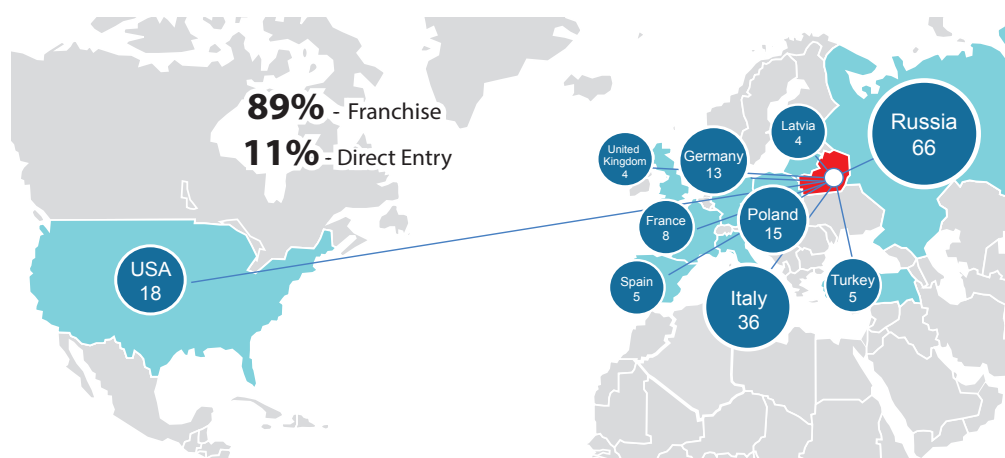 89% - Franchise
11% - Direct Entry
Latvia
4
Russia
66
United
Kingdom
4
Germany
13
France
8
Poland
15
USA
18
Spain
5
Italy
36
Turkey
5